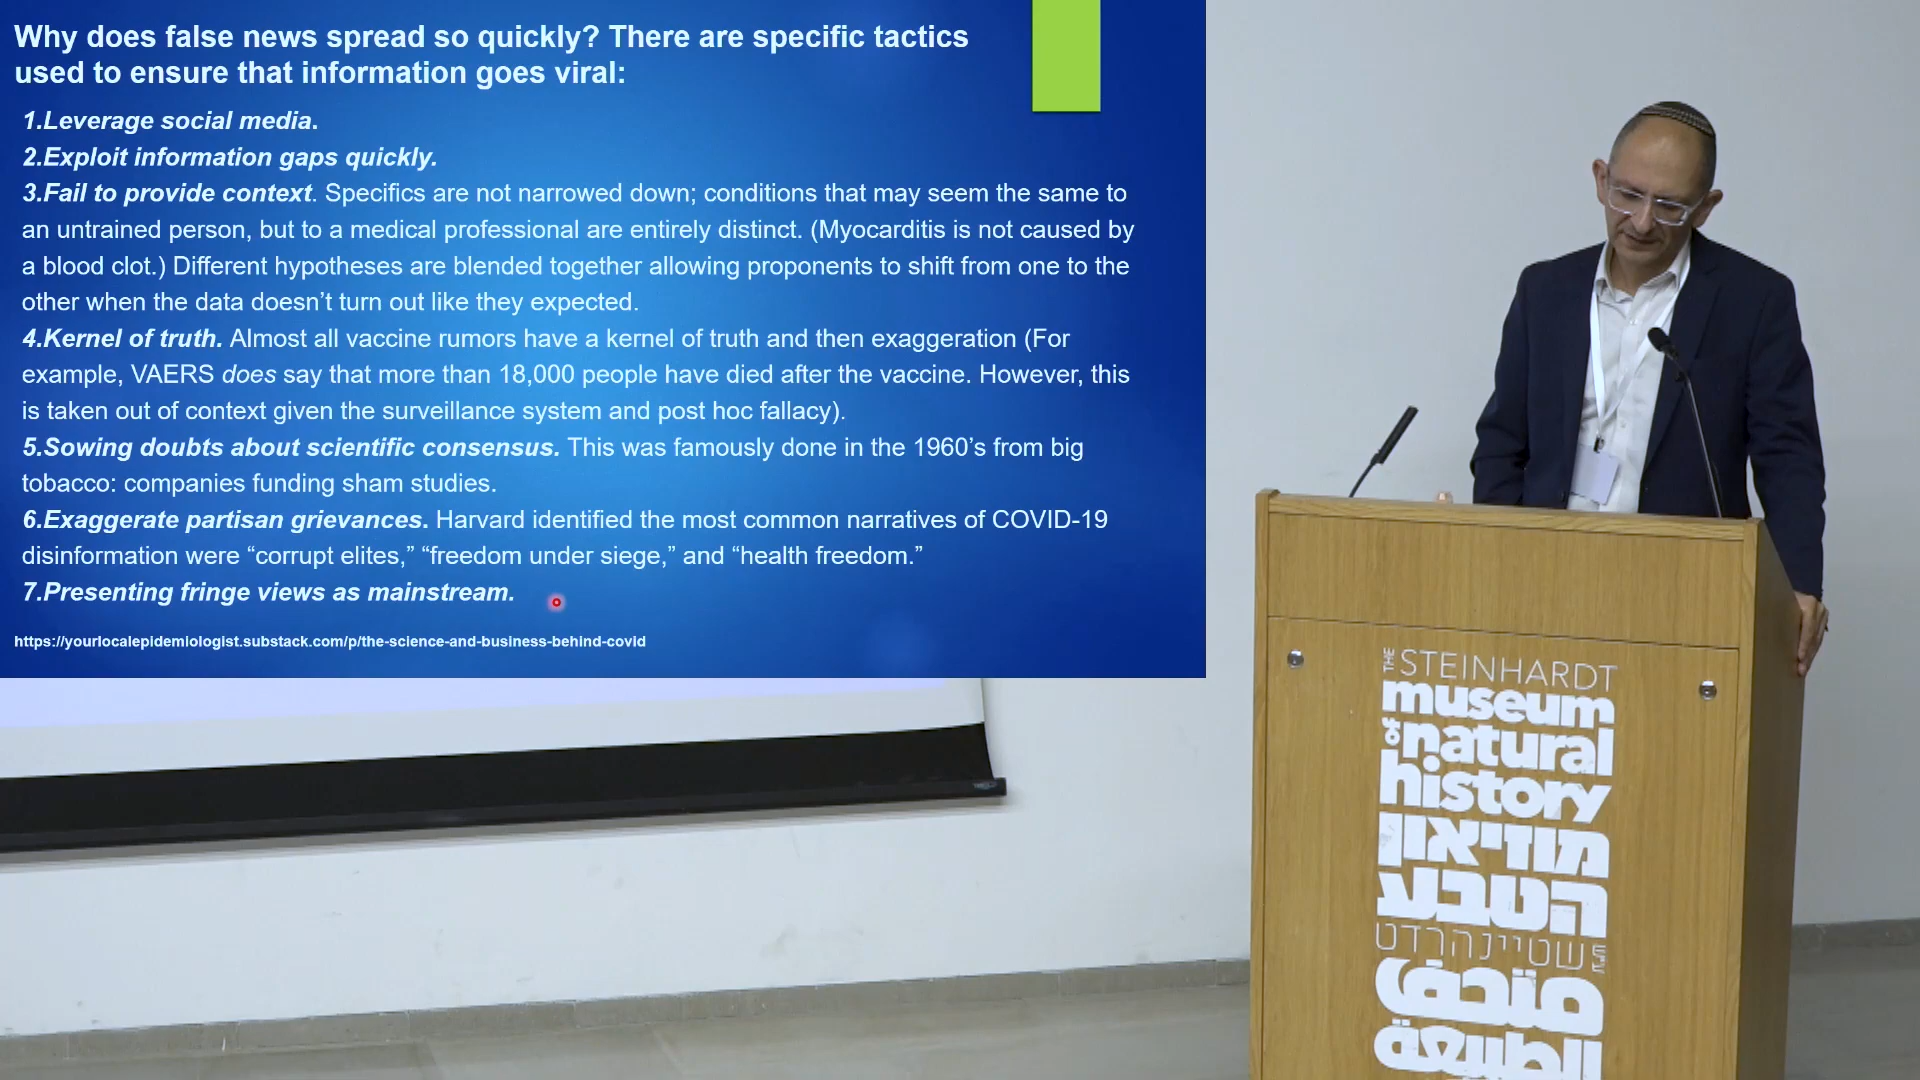 Why does false news spread so quickly? There are specific tactics
used to ensure that information goes viral:
1.Leverage social media.
2.Exploit information gaps quickly.
3.Fail to provide context. Specifics are not narrowed down; conditions that may seem the same to
an untrained person, but to a medical professional are entirely distinct. (Myocarditis is not caused by
a blood clot.) Different hypotheses are blended together allowing proponents to shift from one to the
other when the data doesn’t turn out like they expected.
4.Kernel of truth. Almost all vaccine rumors have a kernel of truth and then exaggeration (For
example, VAERS does say that more than 18,000 people have died after the vaccine. However, this
is taken out of context given the surveillance system and post hoc fallacy).
5.Sowing doubts about scientific consensus. This was famously done in the 1960’s from big
tobacco: companies funding sham studies.
6.Exaggerate partisan grievances. Harvard identified the most common narratives of COVID-19
disinformation were “corrupt elites,” “freedom under siege,” and “health freedom.”
7.Presenting fringe views as mainstream.
https://yourlocalepidemiologist.substack.com/p/the-science-and-business-behind-covid
THE STEINHARDT
museum
of natural
history
מוזיאון
הטבע
ע"ש שטיינהרדט
متحف
الطبيعة